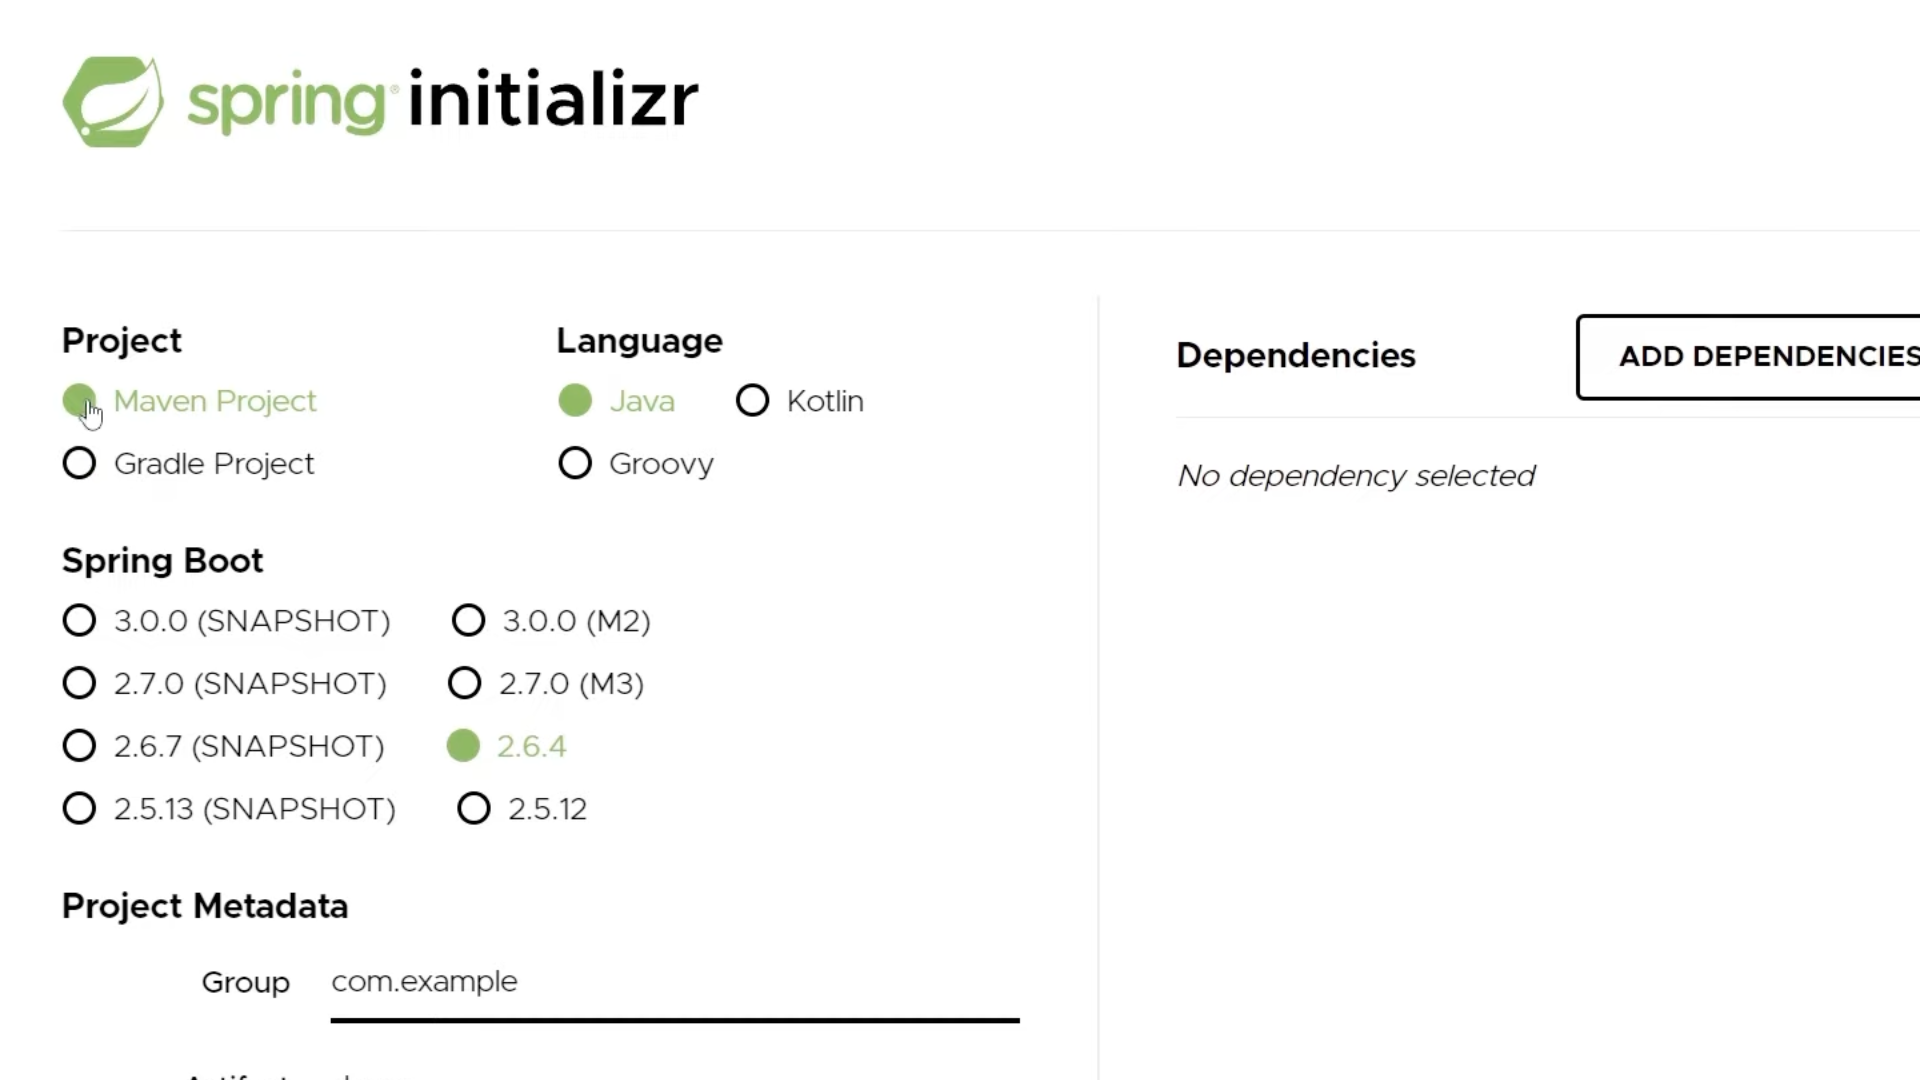 spring® initializr
Project
Maven Project
Gradle Project
Language
Java Kotlin
Groovy
Spring Boot
3.0.0 (SNAPSHOT) 3.0.0 (M2)
2.7.0 (SNAPSHOT) 2.7.0 (M3)
2.6.7 (SNAPSHOT) 2.6.4
2.5.13 (SNAPSHOT) 2.5.12
Project Metadata
Group com.example
Dependencies ADD DEPENDENCIES
No dependency selected